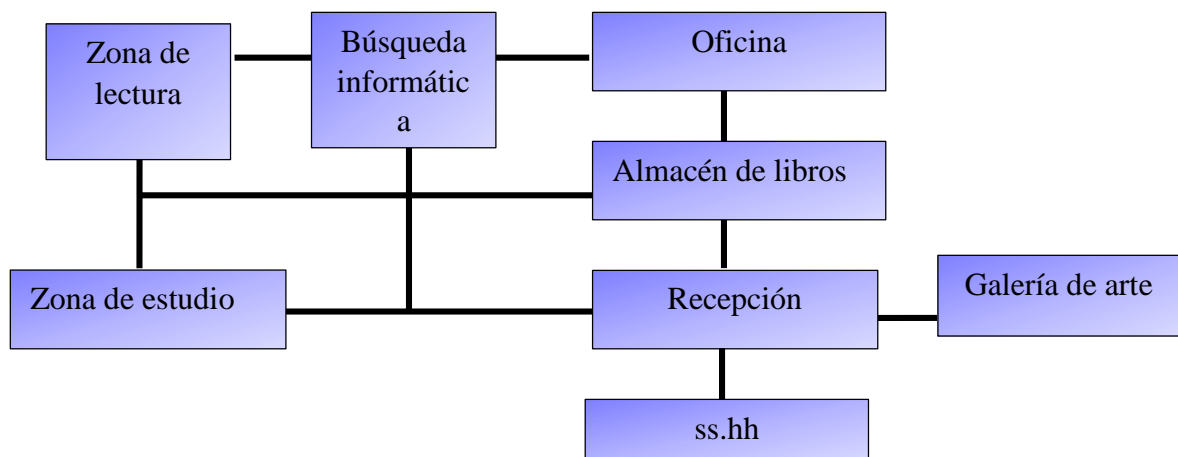 Zona de
lectura
Búsqueda
informátic
a
Oficina
Almacén de libros
Zona de estudio
Recepción
Galería de arte
ss.hh